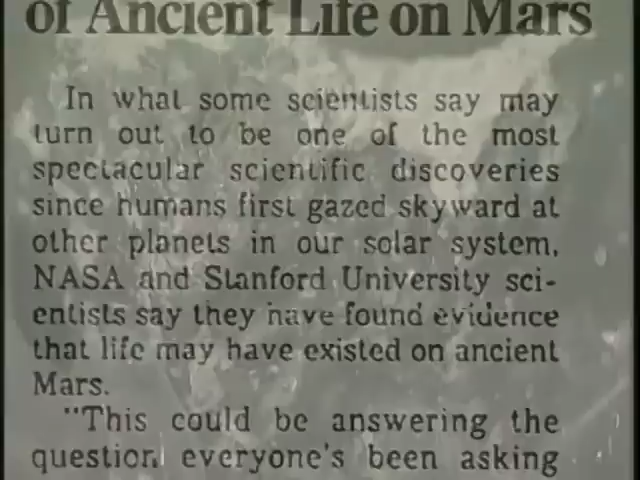 of Ancient Life on Mars
In what some scientists say may
turn out to be one of the most
spectacular scientific discoveries
since humans first gazed skyward at
other planets in our solar system,
NASA and Stanford University sci-
entists say they have found evidence
that life may have existed on ancient
Mars.
"This could be answering the
question everyone's been asking